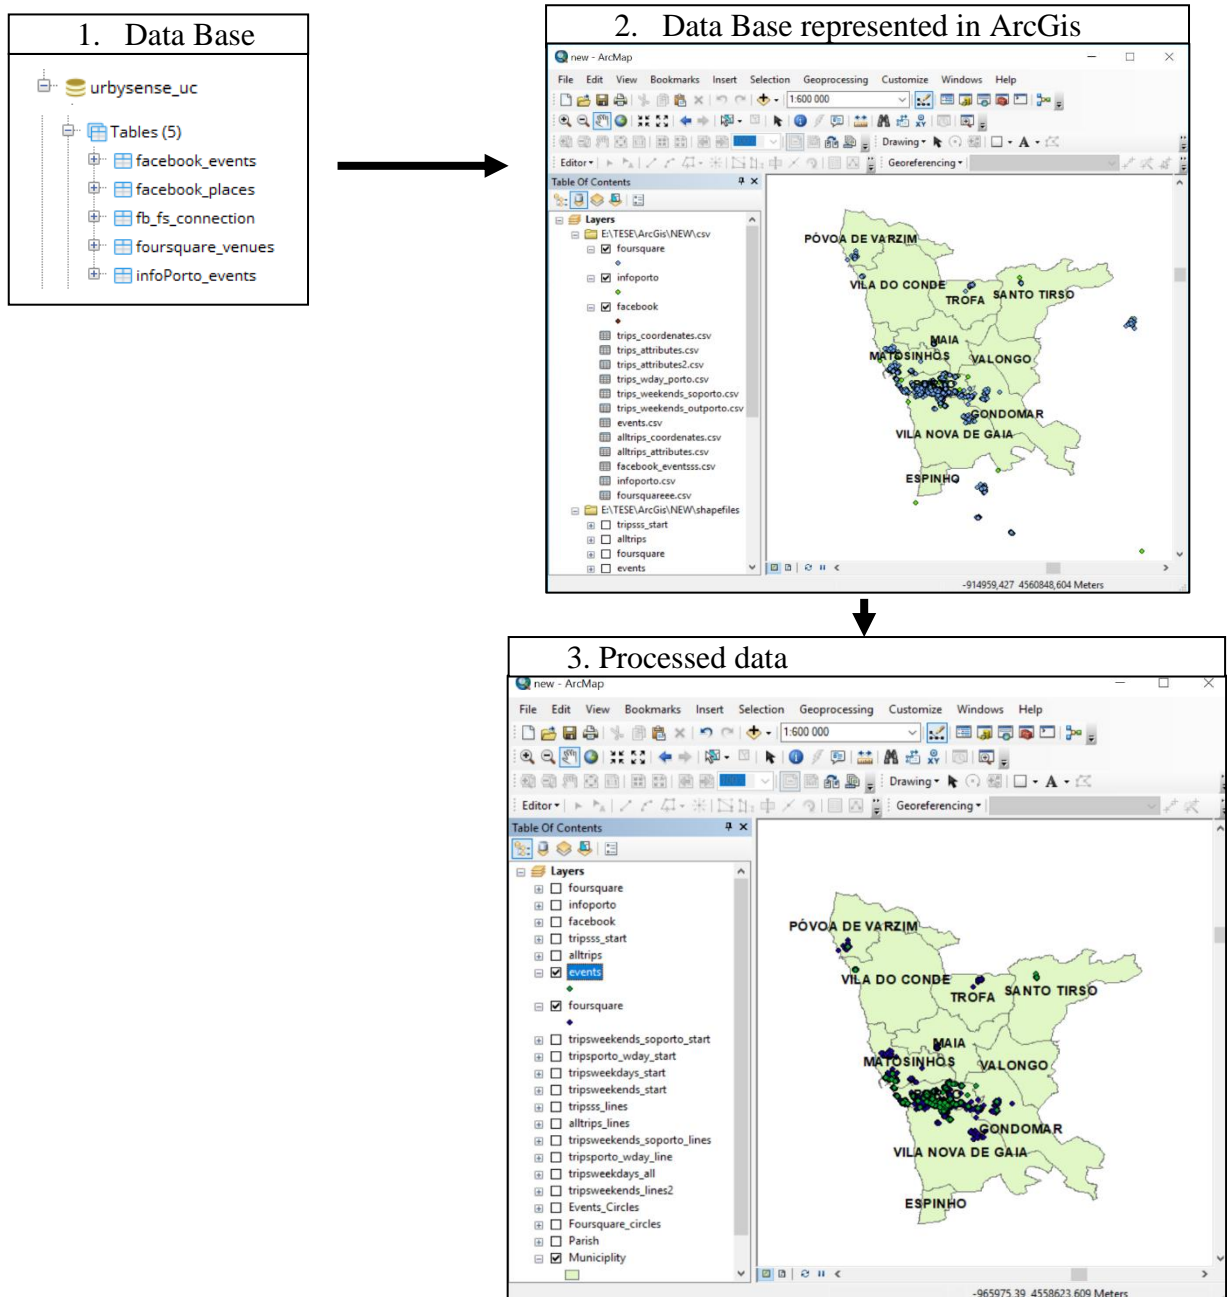 1. Data Base
urbysense_uc
Tables (5)
facebook_events
facebook_places
fb_fs_connection
foursquare_venues
infoPorto_events
2. Data Base represented in ArcGis
new - ArcMap
File Edit View Bookmarks Insert Selection Geoprocessing Customize Windows Help
1:600 000
Drawing
Editor Georeferencing
Table Of Contents
Layers
E:\TESE\ArcGis\NEW\csv
foursquare
infoporto
facebook
trips_coordenates.csv
trips_attributes.csv
trips_attributes2.csv
trips_wday_porto.csv
trips_weekends_soporto.csv
trips_weekends_outporto.csv
events.csv
alltrips_coordenates.csv
alltrips_attributes.csv
facebook_eventsss.csv
infoporto.csv
foursquareee.csv
E:\TESE\ArcGis\NEW\shapefiles
tripsss_start
alltrips
foursquare
events
PÓVOA DE VARZIM
VILA DO CONDE
TROFA
SANTO TIRSO
MAIA
MATOSINHOS
VALONGO
PORTO
GONDOMAR
VILA NOVA DE GAIA
ESPINHO
-914959,427 4560848,604 Meters
3. Processed data
new - ArcMap
File Edit View Bookmarks Insert Selection Geoprocessing Customize Windows Help
1:600 000
Drawing
Editor Georeferencing
Table Of Contents
Layers
foursquare
infoporto
facebook
tripsss_start
alltrips
events
foursquare
tripsweekends_soporto_start
tripsporto_wday_start
tripsweekdays_start
tripsweekends_start
tripsss_lines
alltrips_lines
tripsweekends_soporto_lines
tripsporto_wday_line
tripsweekdays_all
tripsweekends_lines2
Events_Circles
Foursquare_circles
Parish
Municiplity
PÓVOA DE VARZIM
VILA DO CONDE
TROFA
SANTO TIRSO
MAIA
MATOSINHOS
VALONGO
GONDOMAR
VILA NOVA DE GAIA
ESPINHO
-965975,39 4558623,609 Meters